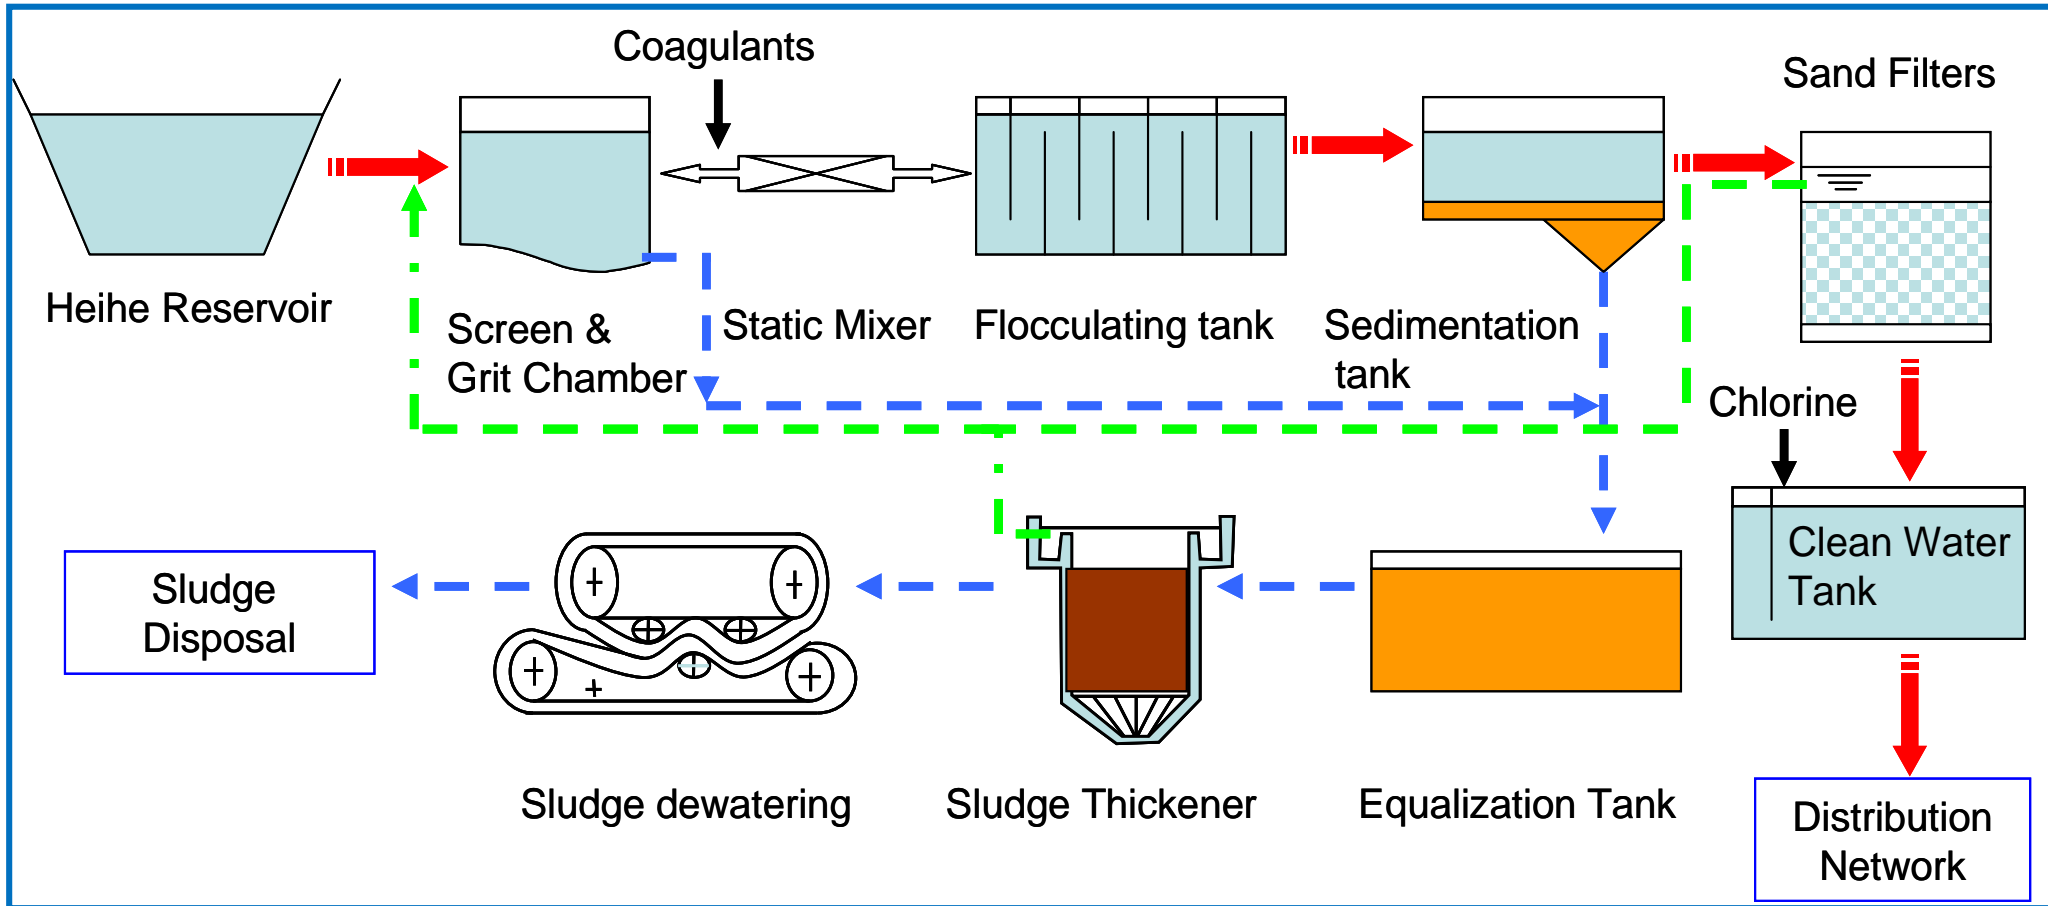 Coagulants
Sand Filters
Heihe Reservoir
Screen &
Grit Chamber
Static Mixer
Flocculating tank
Sedimentation
tank
Chlorine
Clean Water
Tank
Sludge
Disposal
Sludge dewatering
Sludge Thickener
Equalization Tank
Distribution
Network